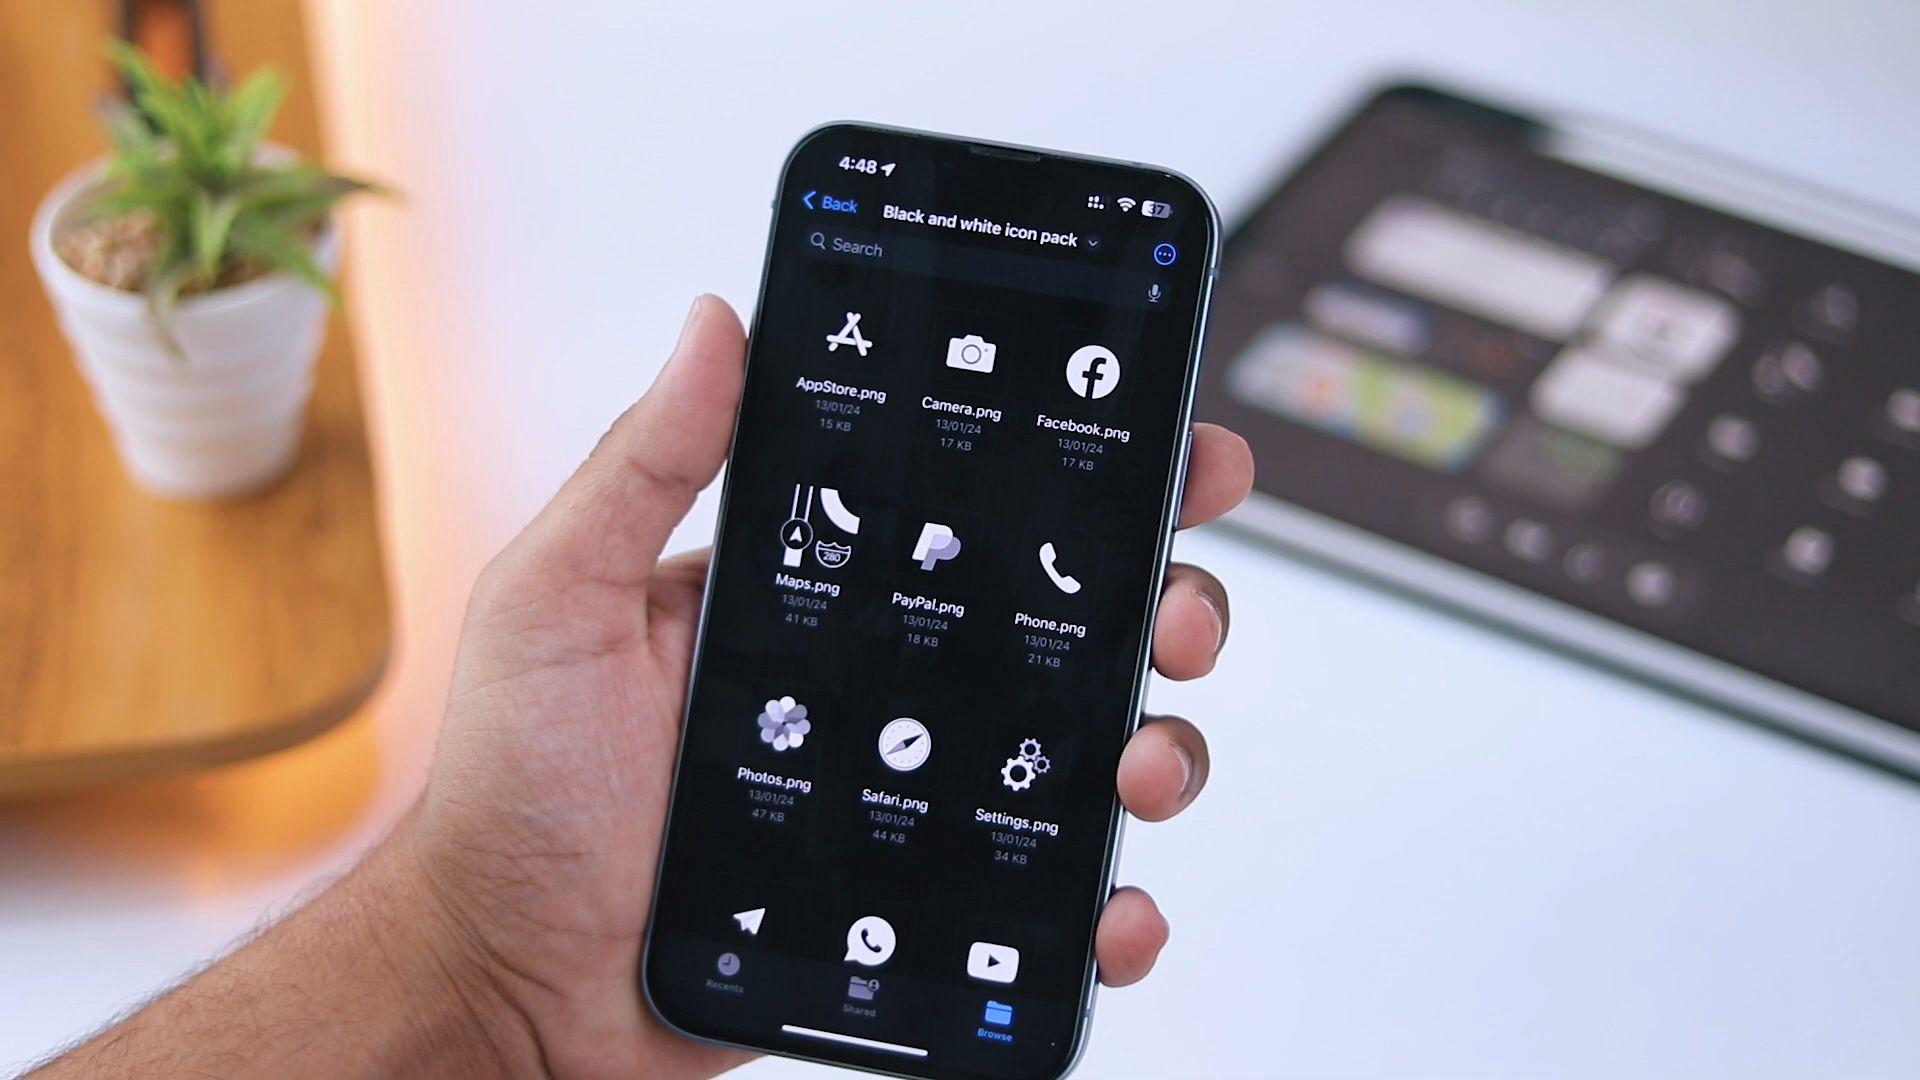 4:48
37
Back
Black and white icon pack
Search
AppStore.png
13/01/24
15 KB
Camera.png
13/01/24
17 KB
Facebook.png
13/01/24
17 KB
280
Maps.png
13/01/24
41 KB
PayPal.png
13/01/24
18 KB
Phone.png
13/01/24
21 KB
Photos.png
13/01/24
47 KB
Safari.png
13/01/24
44 KB
Settings.png
13/01/24
34 KB
Recents
Shared
Browse